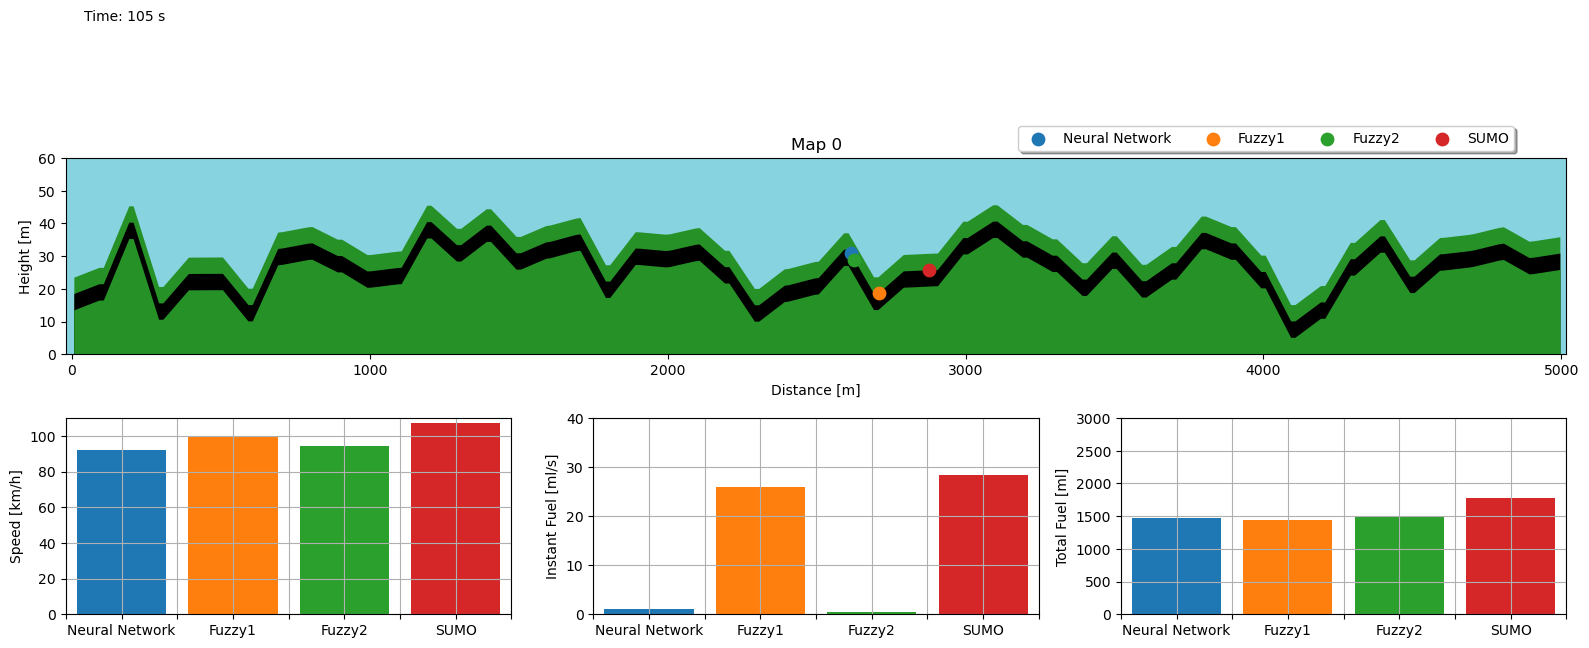 Time: 105 s
Map 0
Neural Network Fuzzy1 Fuzzy2 SUMO
Height [m]
60
50
40
30
20
10
0
0 1000 2000 3000 4000 5000
Distance [m]
Speed [km/h]
100
80
60
40
20
0
Neural Network Fuzzy1 Fuzzy2 SUMO
Instant Fuel [ml/s]
40
30
20
10
0
Neural Network Fuzzy1 Fuzzy2 SUMO
Total Fuel [ml]
3000
2500
2000
1500
1000
500
0
Neural Network Fuzzy1 Fuzzy2 SUMO